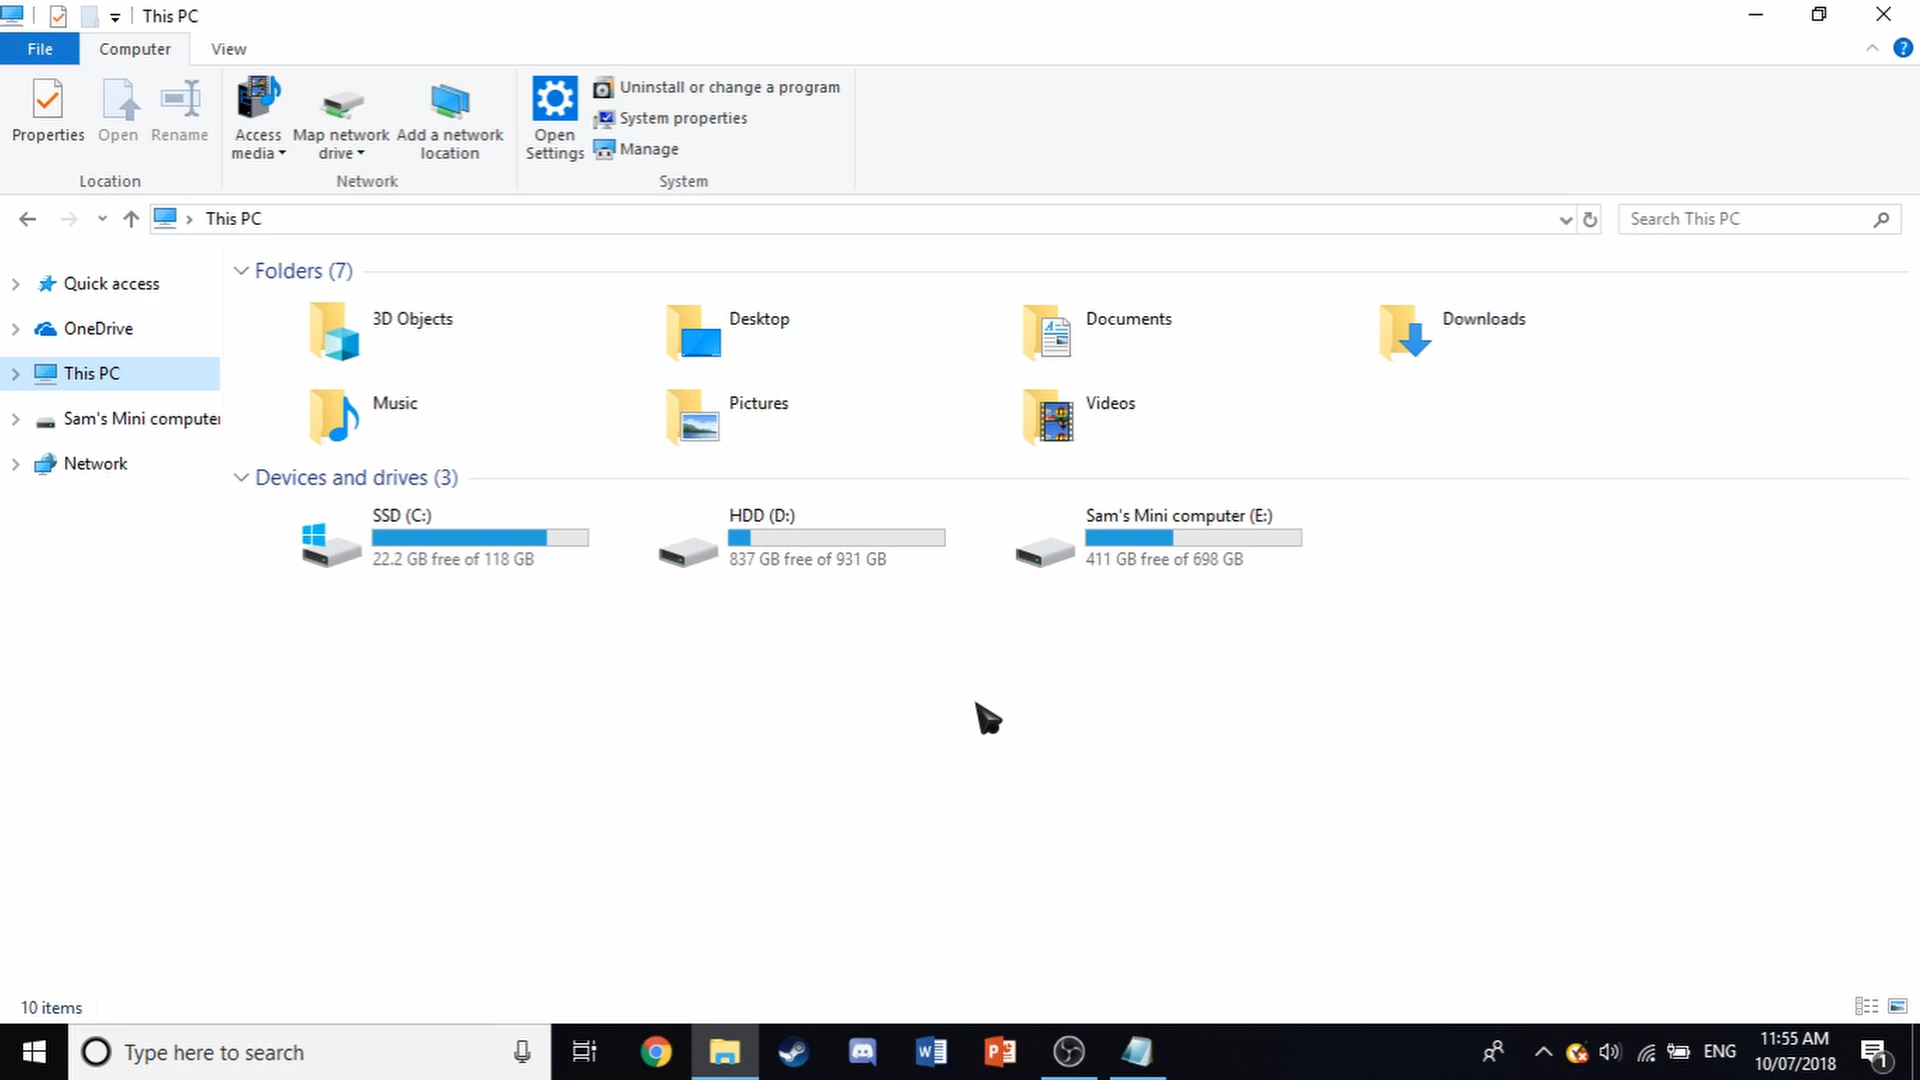 This PC
File
Computer
View
Properties
Open
Rename
Access
media
Map network
drive
Add a network
location
Open
Settings
Uninstall or change a program
System properties
Manage
Location
Network
System
This PC
Search This PC
Quick access
OneDrive
This PC
Sam's Mini computer
Network
Folders (7)
3D Objects
Desktop
Documents
Downloads
Music
Pictures
Videos
Devices and drives (3)
SSD (C:)
22.2 GB free of 118 GB
HDD (D:)
837 GB free of 931 GB
Sam's Mini computer (E:)
411 GB free of 698 GB
10 items
Type here to search
ENG
11:55 AM
10/07/2018
1